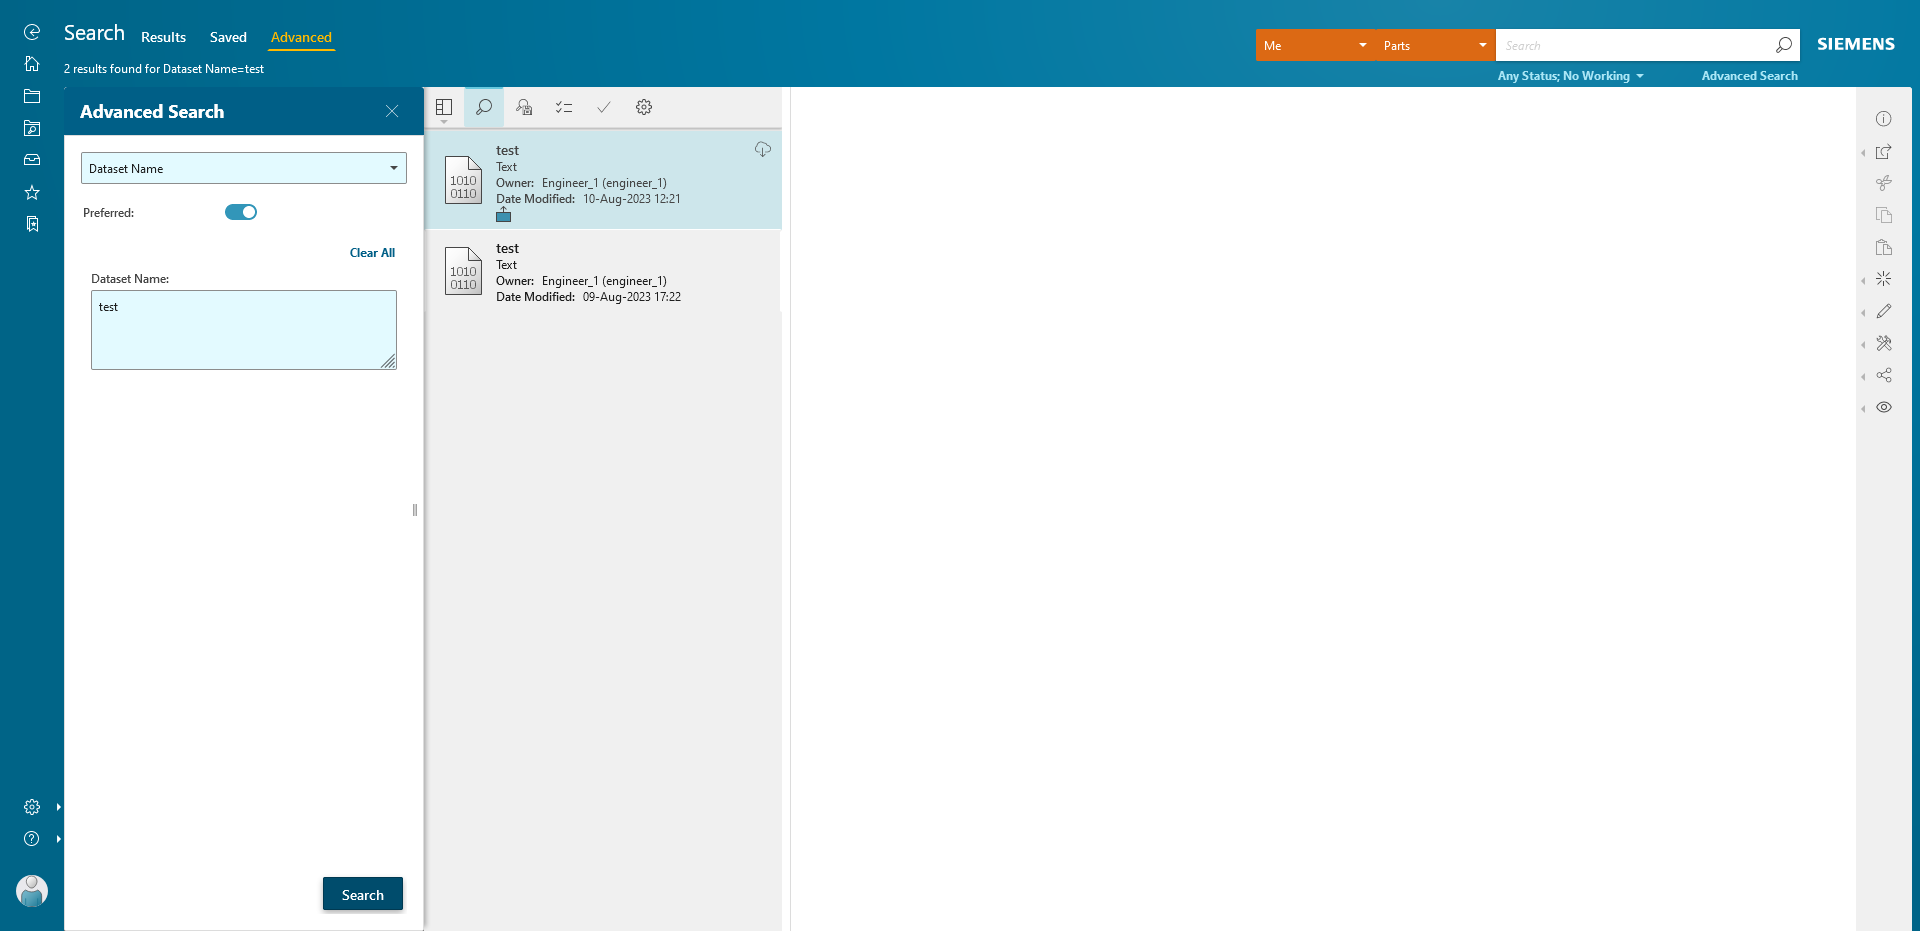 Search Results Saved Advanced
2 results found for Dataset Name=test
Me Parts Search SIEMENS
Any Status; No Working Advanced Search
Advanced Search
Dataset Name
Preferred:
Clear All
Dataset Name:
test
Search
1010
0110
test
Text
Owner: Engineer_1 (engineer_1)
Date Modified: 10-Aug-2023 12:21
1010
0110
test
Text
Owner: Engineer_1 (engineer_1)
Date Modified: 09-Aug-2023 17:22